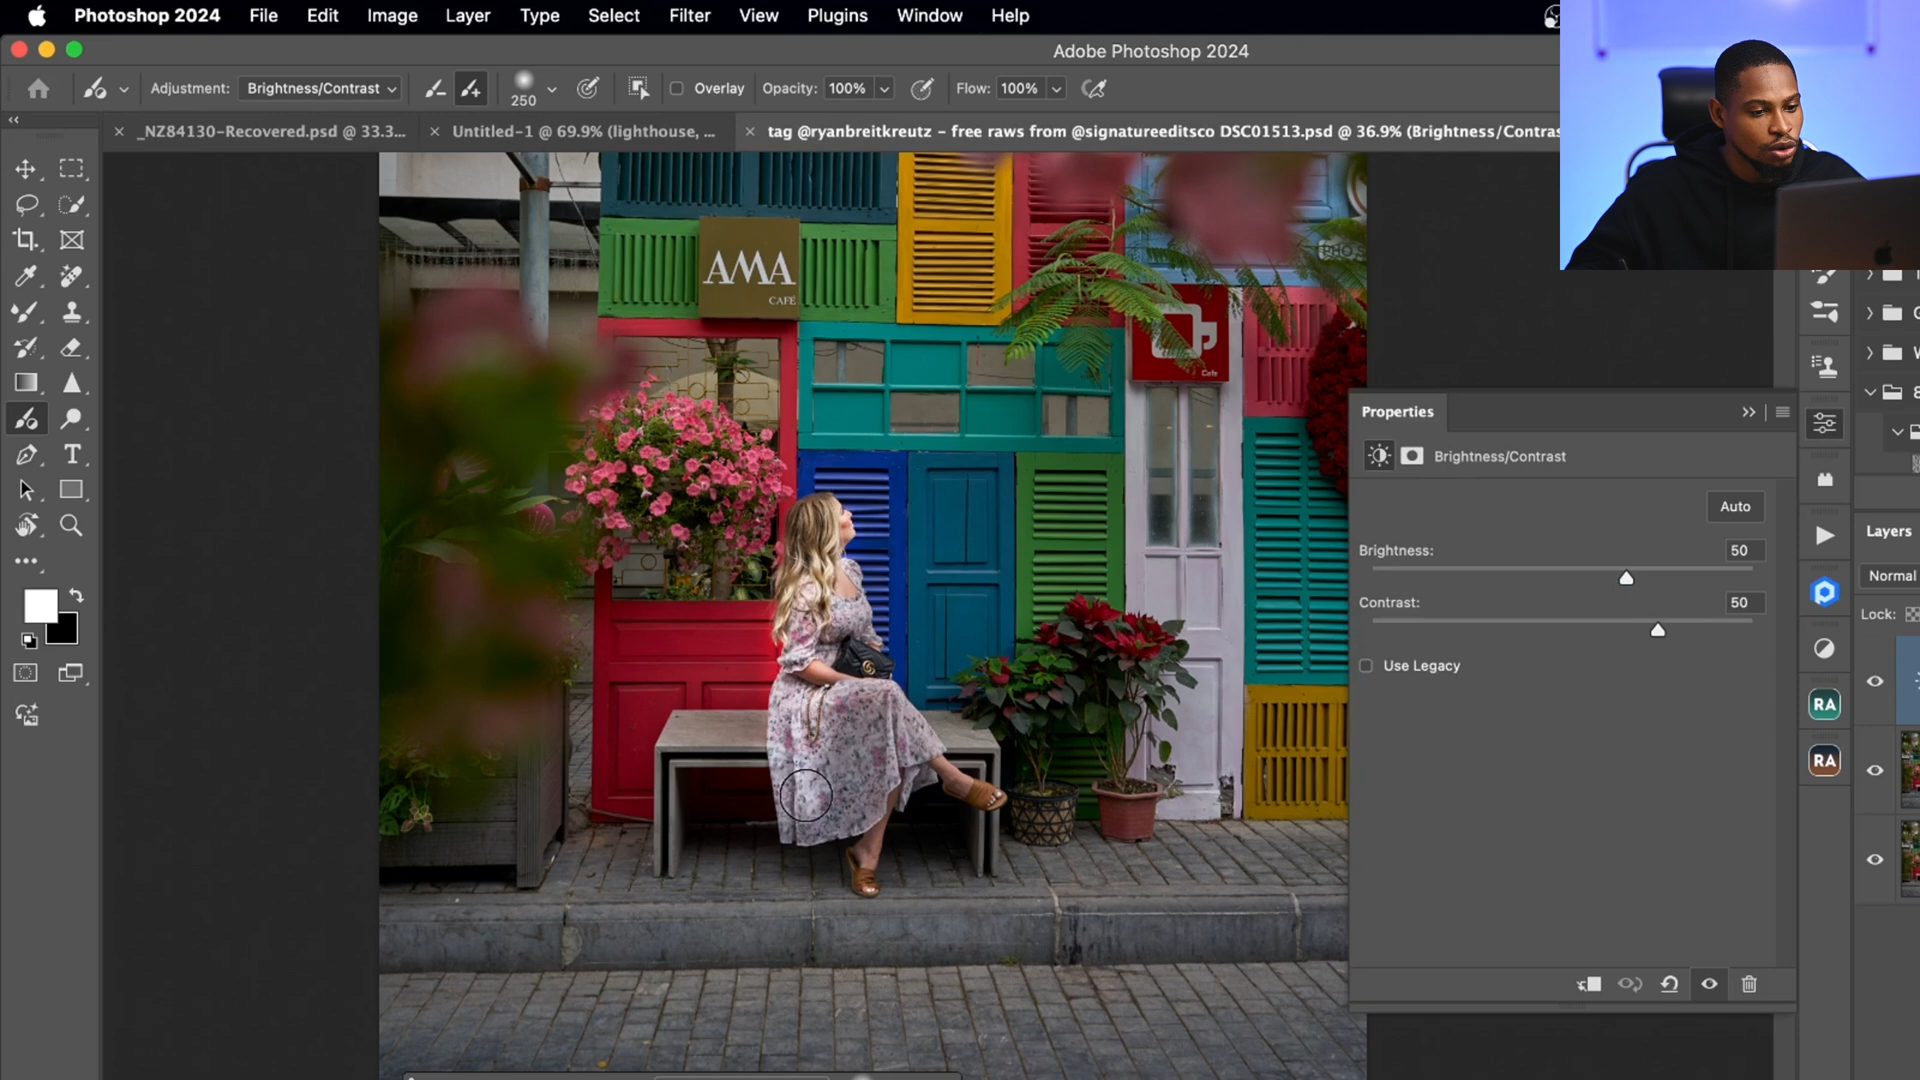 Photoshop 2024 File Edit Image Layer Type Select Filter View Plugins Window Help
Adobe Photoshop 2024
Adjustment: Brightness/Contrast 250 Overlay Opacity: 100% Flow: 100%
_NZ84130-Recovered.psd @ 33.3... Untitled-1 @ 69.9% (lighthouse, ... tag @ryanbreitkreutz – free raws from @signatureeditsco DSC01513.psd @ 36.9% (Brightness/Contras
AMA
CAFE
Cafe
Properties
Brightness/Contrast
Auto
Brightness: 50
Contrast: 50
Use Legacy
Layers
Normal
Lock:
RA
RA